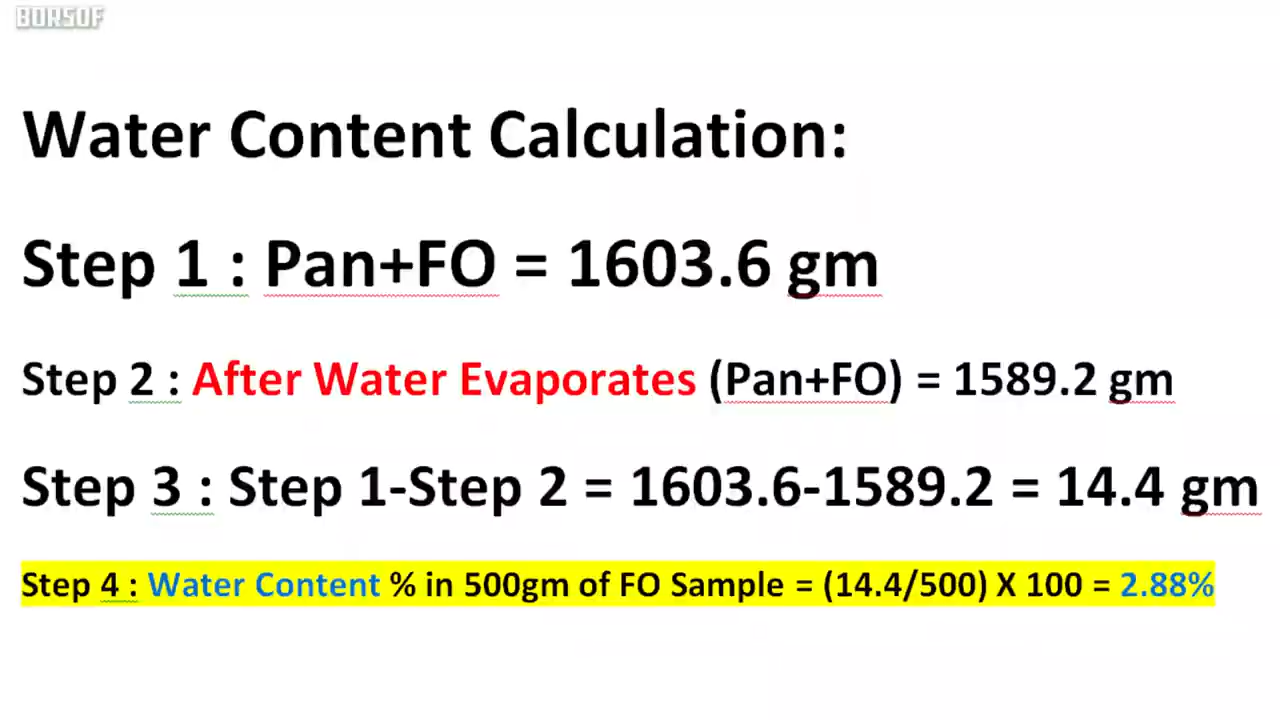 BORSOF
Water Content Calculation:
Step 1 : Pan+FO = 1603.6 gm
Step 2 : After Water Evaporates (Pan+FO) = 1589.2 gm
Step 3 : Step 1-Step 2 = 1603.6-1589.2 = 14.4 gm
Step 4 : Water Content % in 500gm of FO Sample = (14.4/500) X 100 = 2.88%